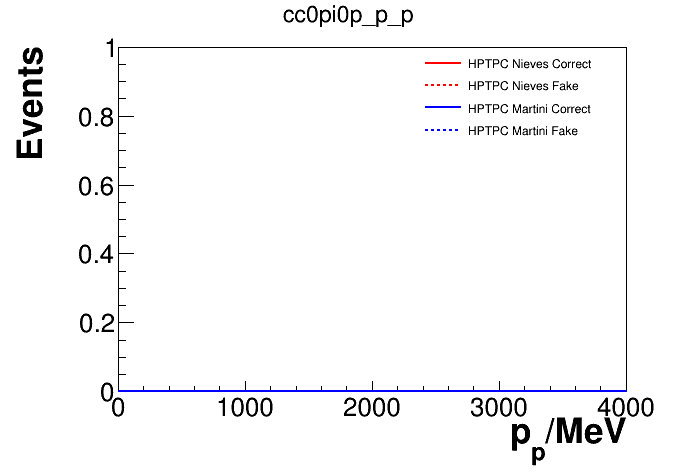 cc0pi0p_p_p
Events
1
0.8
0.6
0.4
0.2
0
HPTPC Nieves Correct
HPTPC Nieves Fake
HPTPC Martini Correct
HPTPC Martini Fake
0 1000 2000 3000 4000
p_p/MeV